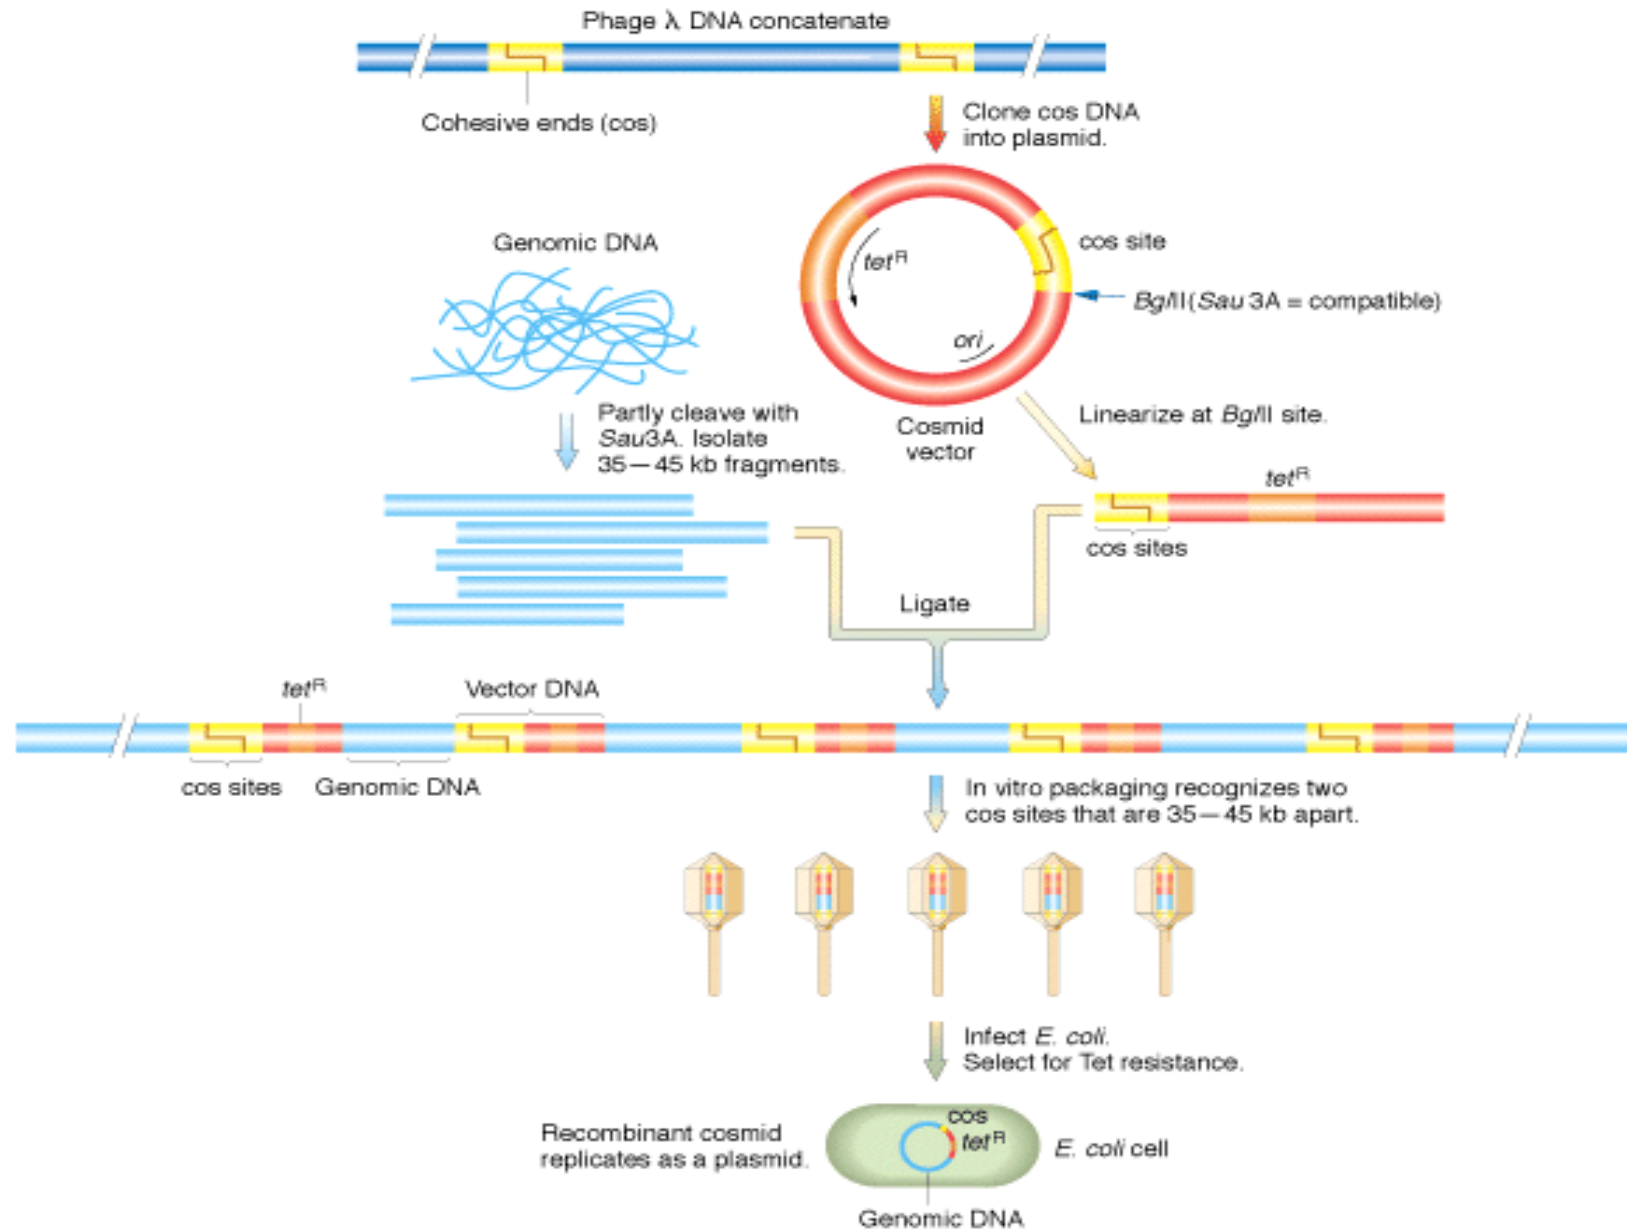 Phage λ DNA concatenate
Cohesive ends (cos)
Clone cos DNA
into plasmid.
Genomic DNA
tetR
cos site
BglII(Sau 3A = compatible)
ori
Cosmid
vector
Partly cleave with
Sau3A. Isolate
35—45 kb fragments.
Linearize at BglII site.
tetR
cos sites
Ligate
tetR
Vector DNA
cos sites
Genomic DNA
In vitro packaging recognizes two
cos sites that are 35—45 kb apart.
Infect E. coli.
Select for Tet resistance.
Recombinant cosmid
replicates as a plasmid.
cos
tetR
E. coli cell
Genomic DNA